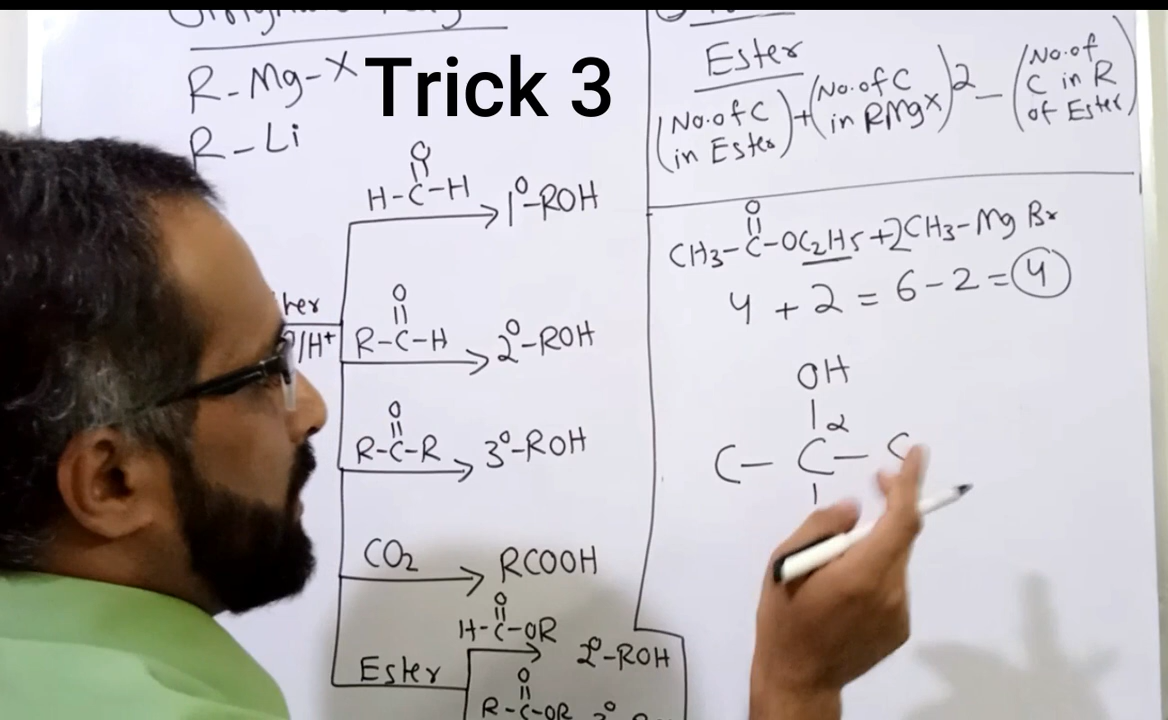 R-Mg-X
R-Li
Trick 3
O
H-C-H
1°-ROH
/H+
O
R-C-H
2°-ROH
O
R-C-R
3°-ROH
CO2
RCOOH
Ester
O
H-C-OR
2°-ROH
O
R-C-OR
Ester
(No. of C in Ester) + (No. of C in RMgX)2 - (No. of C in R of Ester)
O
CH3-C-OC2H5+2CH3-Mg Br
4 + 2 = 6 - 2 = 4
OH
2
C-C-C